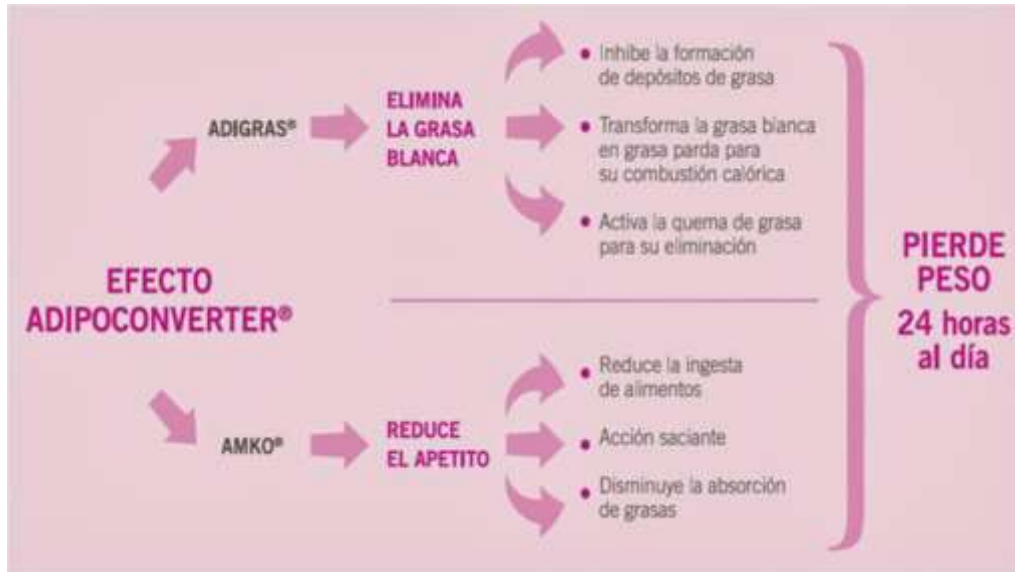 EFECTO
ADIPOCONVERTER®
ADIGRAS®
ELIMINA
LA GRASA
BLANCA
• Inhibe la formación
de depósitos de grasa
• Transforma la grasa blanca
en grasa parda para
su combustión calórica
• Activa la quema de grasa
para su eliminación
AMKO®
REDUCE
EL APETITO
• Reduce la ingesta
de alimentos
• Acción saciante
• Disminuye la absorción
de grasas
PIERDE
PESO
24 horas
al día